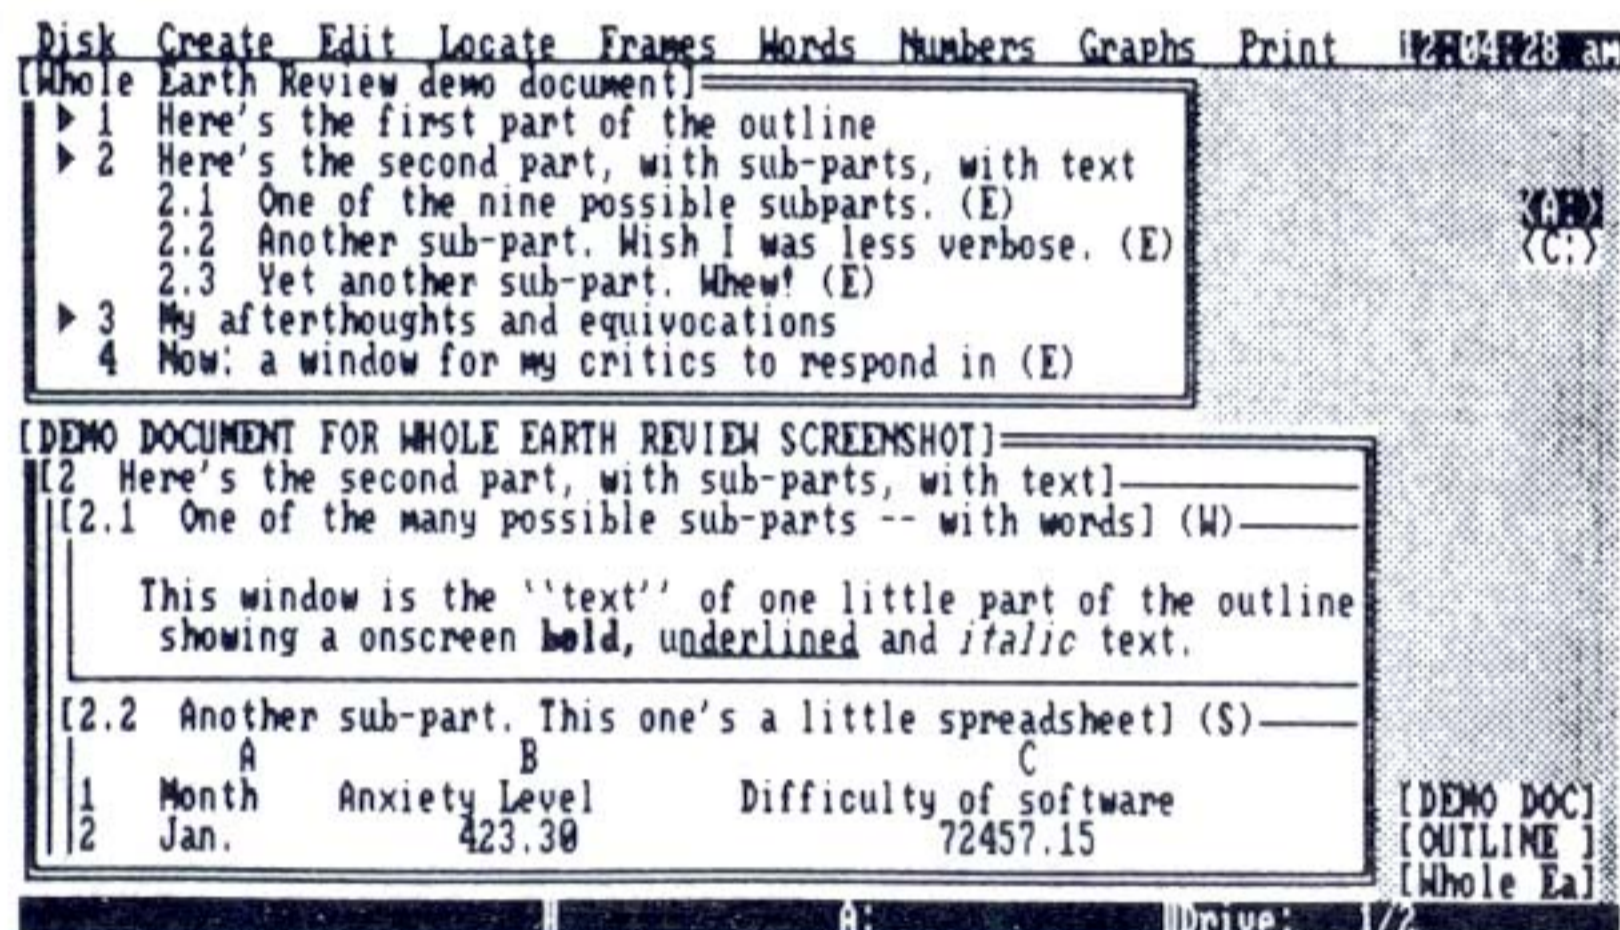 Disk Create Edit Locate Frames Words Numbers Graphs Print 12:04:28 am
[Whole Earth Review demo document]
▶ 1 Here's the first part of the outline
▶ 2 Here's the second part, with sub-parts, with text
2.1 One of the nine possible subparts. (E)
2.2 Another sub-part. Wish I was less verbose. (E)
2.3 Yet another sub-part. Whew! (E)
▶ 3 My afterthoughts and equivocations
4 Now: a window for my critics to respond in (E)
<A:>
<C:>
[DEMO DOCUMENT FOR WHOLE EARTH REVIEW SCREENSHOT]
[2 Here's the second part, with sub-parts, with text]
[2.1 One of the many possible sub-parts -- with words] (W)
This window is the ``text'' of one little part of the outline
showing a onscreen bold, underlined and italic text.
[2.2 Another sub-part. This one's a little spreadsheet] (S)
A B C
1 Month Anxiety Level Difficulty of software
2 Jan. 423.30 72457.15
[DEMO DOC]
[OUTLINE ]
[Whole Ea]
A: Drive: 1/2